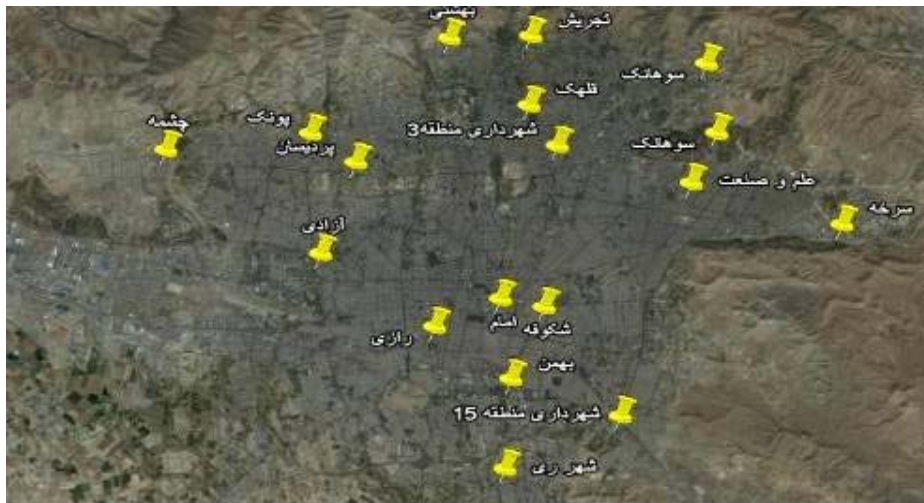 بهشتی
تجریش
سوهانک
قلهک
شهرداری منطقه3
پونک
چشمه
پردیسان
سوهانک
علم و صنعت
سرخه
آزادی
امام
شکوفه
رازی
بهمن
شهرداری منطقه 15
شهر ری